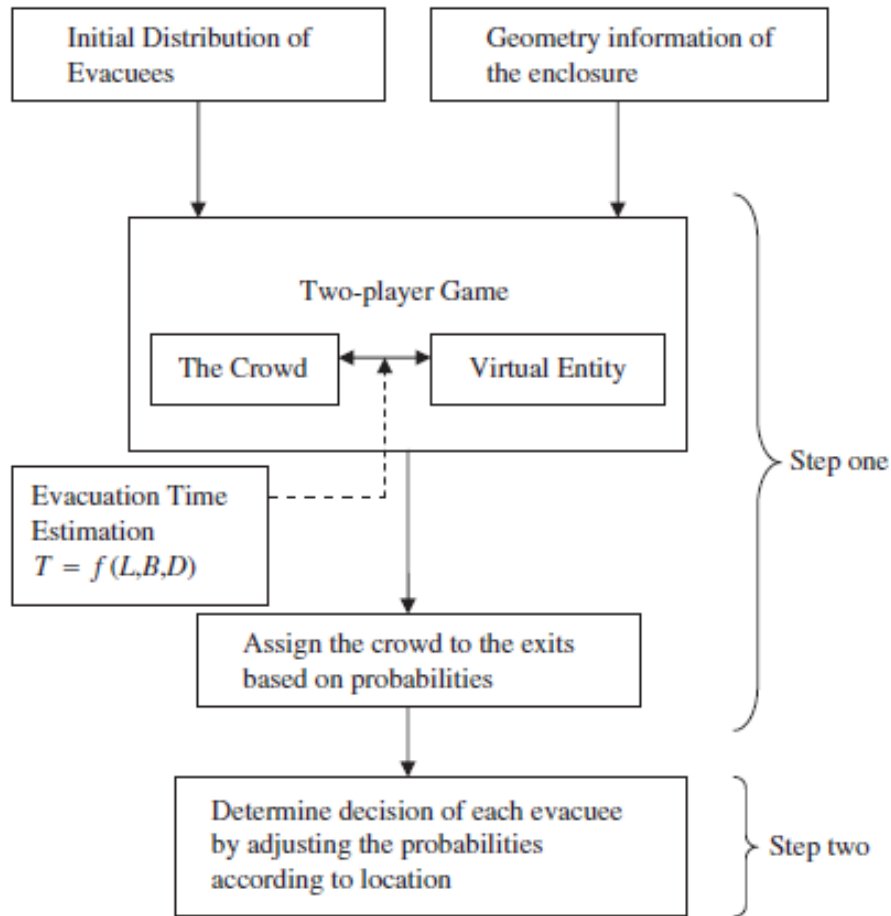 Initial Distribution of
Evacuees
Geometry information of
the enclosure
Two-player Game
The Crowd
Virtual Entity
Evacuation Time
Estimation
T = f (L,B,D)
Step one
Assign the crowd to the exits
based on probabilities
Determine decision of each evacuee
by adjusting the probabilities
according to location
Step two